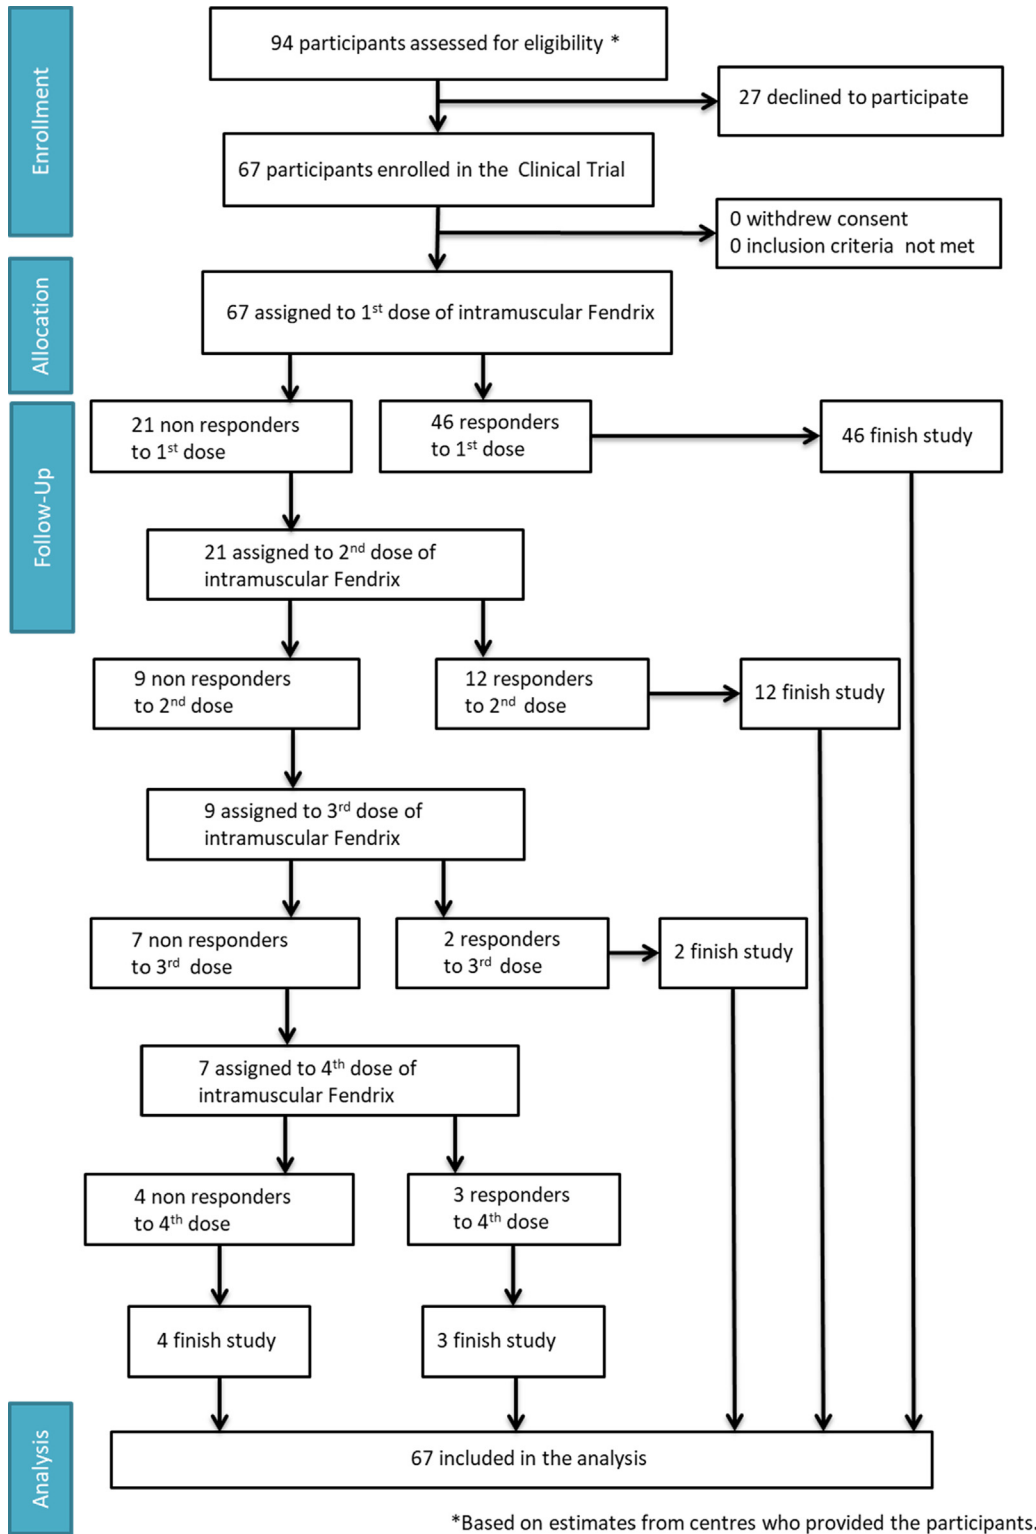 Enrollment
94 participants assessed for eligibility *
27 declined to participate
67 participants enrolled in the Clinical Trial
0 withdrew consent
0 inclusion criteria not met
Allocation
67 assigned to 1st dose of intramuscular Fendrix
Follow-Up
21 non responders
to 1st dose
46 responders
to 1st dose
46 finish study
21 assigned to 2nd dose of
intramuscular Fendrix
9 non responders
to 2nd dose
12 responders
to 2nd dose
12 finish study
9 assigned to 3rd dose of
intramuscular Fendrix
7 non responders
to 3rd dose
2 responders
to 3rd dose
2 finish study
7 assigned to 4th dose of
intramuscular Fendrix
4 non responders
to 4th dose
3 responders
to 4th dose
4 finish study
3 finish study
Analysis
67 included in the analysis
*Based on estimates from centres who provided the participants.